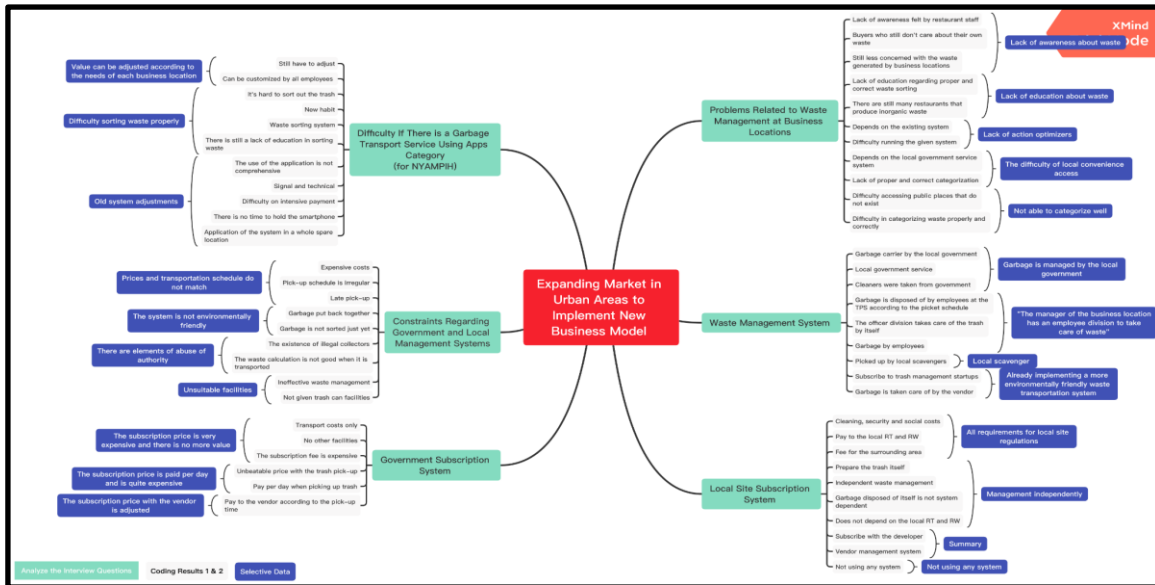 XMind
ode
Expanding Market in
Urban Areas to
Implement New
Business Model
Difficulty If There is a Garbage
Transport Service Using Apps
Category
(for NYAMPIH)
Value can be adjusted according to
the needs of each business location
Still have to adjust
Can be customized by all employees
Difficulty sorting waste properly
It's hard to sort out the trash
New habit
Waste sorting system
There is still a lack of education in sorting
waste
Old system adjustments
The use of the application is not
comprehensive
Signal and technical
Difficulty on intensive payment
There is no time to hold the smartphone
Application of the system in a whole spare
location
Constraints Regarding
Government and Local
Management Systems
Prices and transportation schedule do
not match
Expensive costs
Pick-up schedule is irregular
Late pick-up
The system is not environmentally
friendly
Garbage put back together
Garbage is not sorted just yet
There are elements of abuse of
authority
The existence of illegal collectors
The waste calculation is not good when it is
transported
Unsuitable facilities
Ineffective waste management
Not given trash can facilities
Government Subscription
System
The subscription price is very
expensive and there is no more value
Transport costs only
No other facilities
The subscription fee is expensive
The subscription price is paid per day
and is quite expensive
Unbeatable price with the trash pick-up
Pay per day when picking up trash
The subscription price with the vendor
is adjusted
Pay to the vendor according to the pick-up
time
Problems Related to Waste
Management at Business
Locations
Lack of awareness felt by restaurant staff
Buyers who still don't care about their own
waste
Still less concerned with the waste
generated by business locations
Lack of awareness about waste
Lack of education regarding proper and
correct waste sorting
There are still many restaurants that
produce inorganic waste
Lack of education about waste
Depends on the existing system
Difficulty running the given system
Lack of action optimizers
Depends on the local government service
system
Lack of proper and correct categorization
The difficulty of local convenience
access
Difficulty accessing public places that do
not exist
Difficulty in categorizing waste properly and
correctly
Not able to categorize well
Waste Management System
Garbage carrier by the local government
Local government service
Cleaners were taken from government
Garbage is managed by the local
government
Garbage is disposed of by employees at the
TPS according to the picket schedule
The officer division takes care of the trash
by itself
Garbage by employees
"The manager of the business location
has an employee division to take
care of waste"
Picked up by local scavengers
Local scavenger
Subscribe to trash management startups
Garbage is taken care of by the vendor
Already implementing a more
environmentally friendly waste
transportation system
Local Site Subscription
System
Cleaning, security and social costs
Pay to the local RT and RW
Fee for the surrounding area
All requirements for local site
regulations
Prepare the trash itself
Independent waste management
Garbage disposed of itself is not system
dependent
Does not depend on the local RT and RW
Management independently
Subscribe with the developer
Vendor management system
Summary
Not using any system
Not using any system
Analyze the Interview Questions
Coding Results 1 & 2
Selective Data